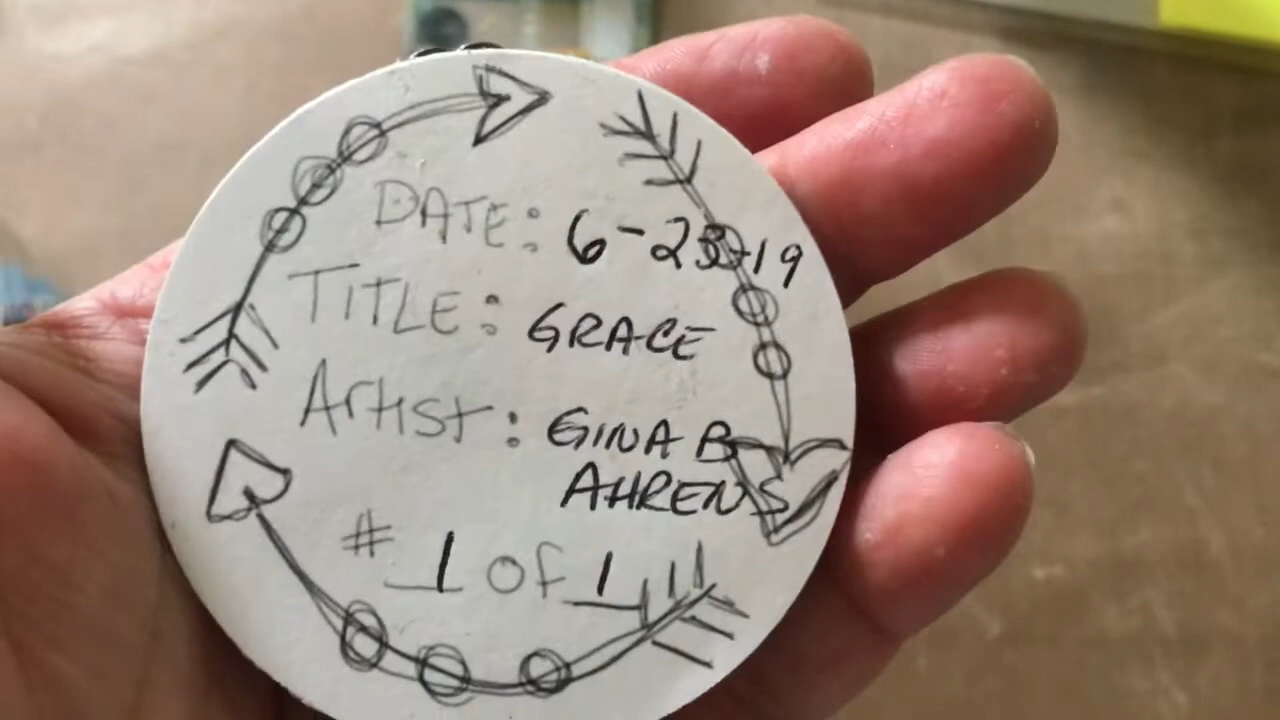 DATE: 6-23-19
TITLE: GRACE
Artist: GINA B
AHRENS
# 1 of 1